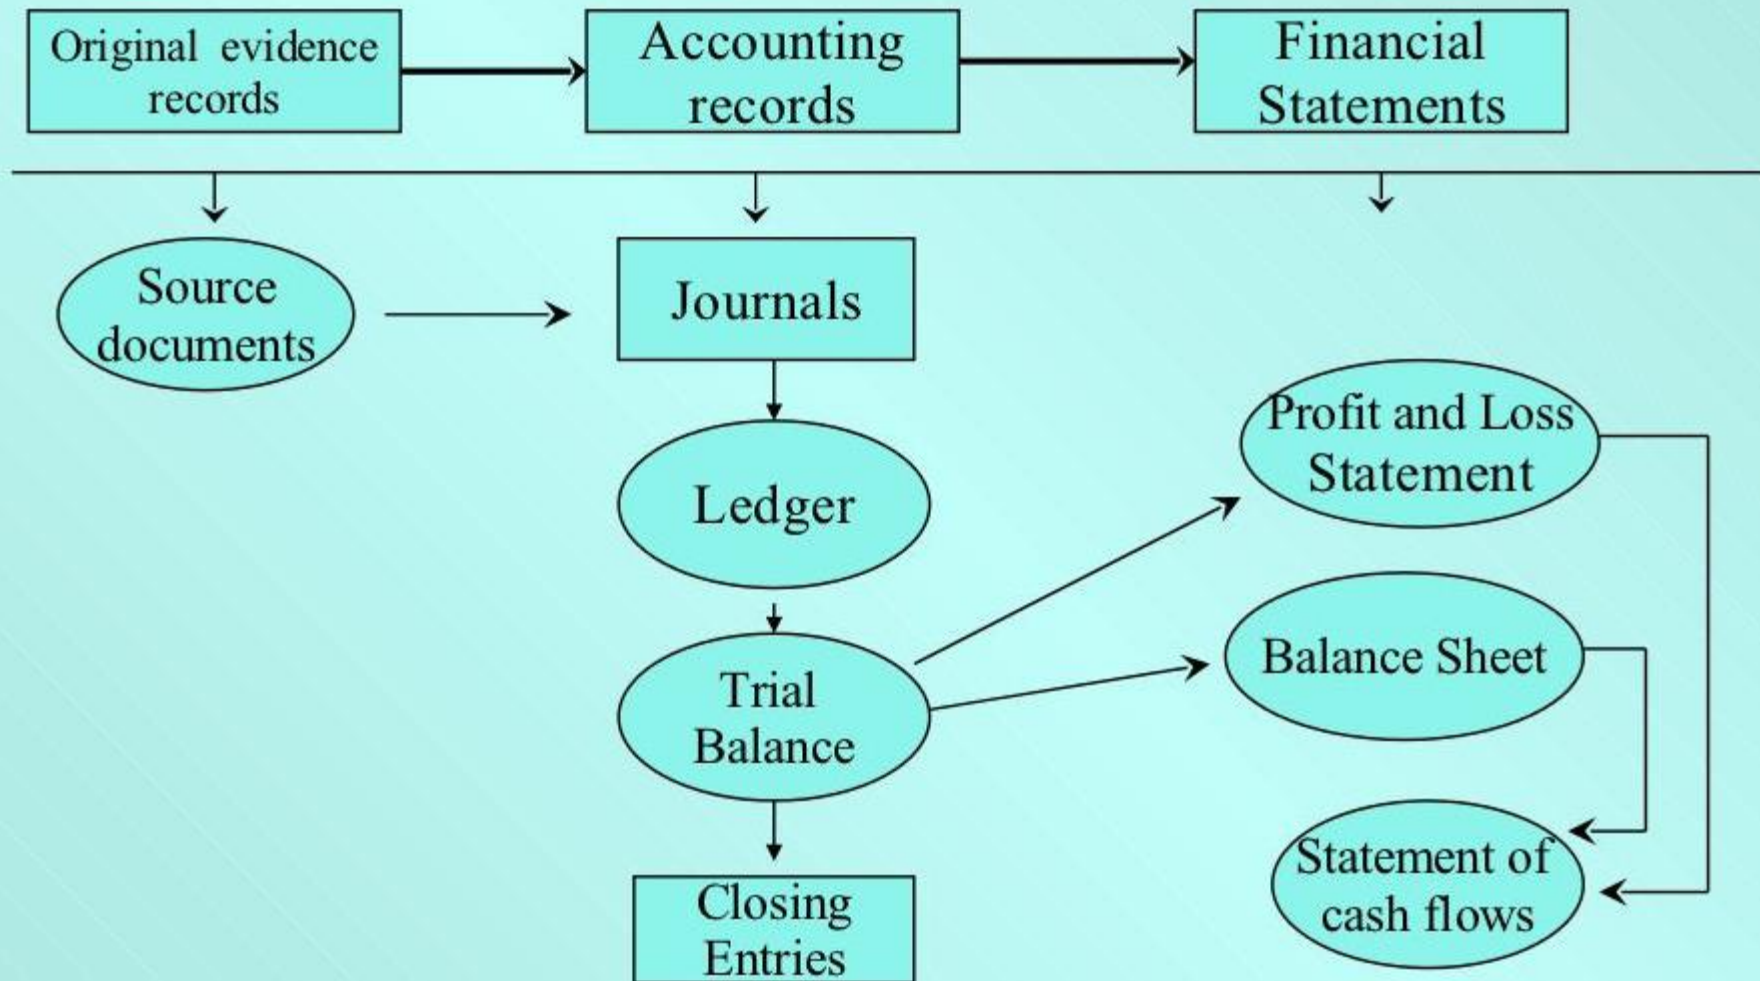 Original evidence
records
Accounting
records
Financial
Statements
Source
documents
Journals
Ledger
Trial
Balance
Closing
Entries
Profit and Loss
Statement
Balance Sheet
Statement of
cash flows